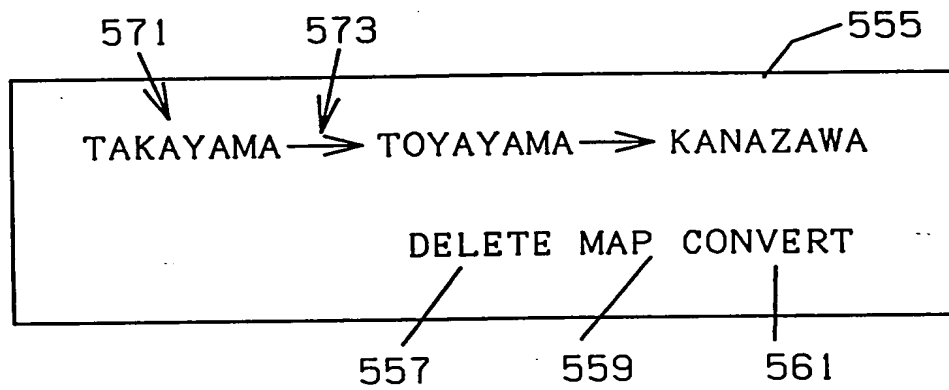 571 573 555
TAKAYAMA → TOYAYAMA → KANAZAWA
DELETE MAP CONVERT
557 559 561